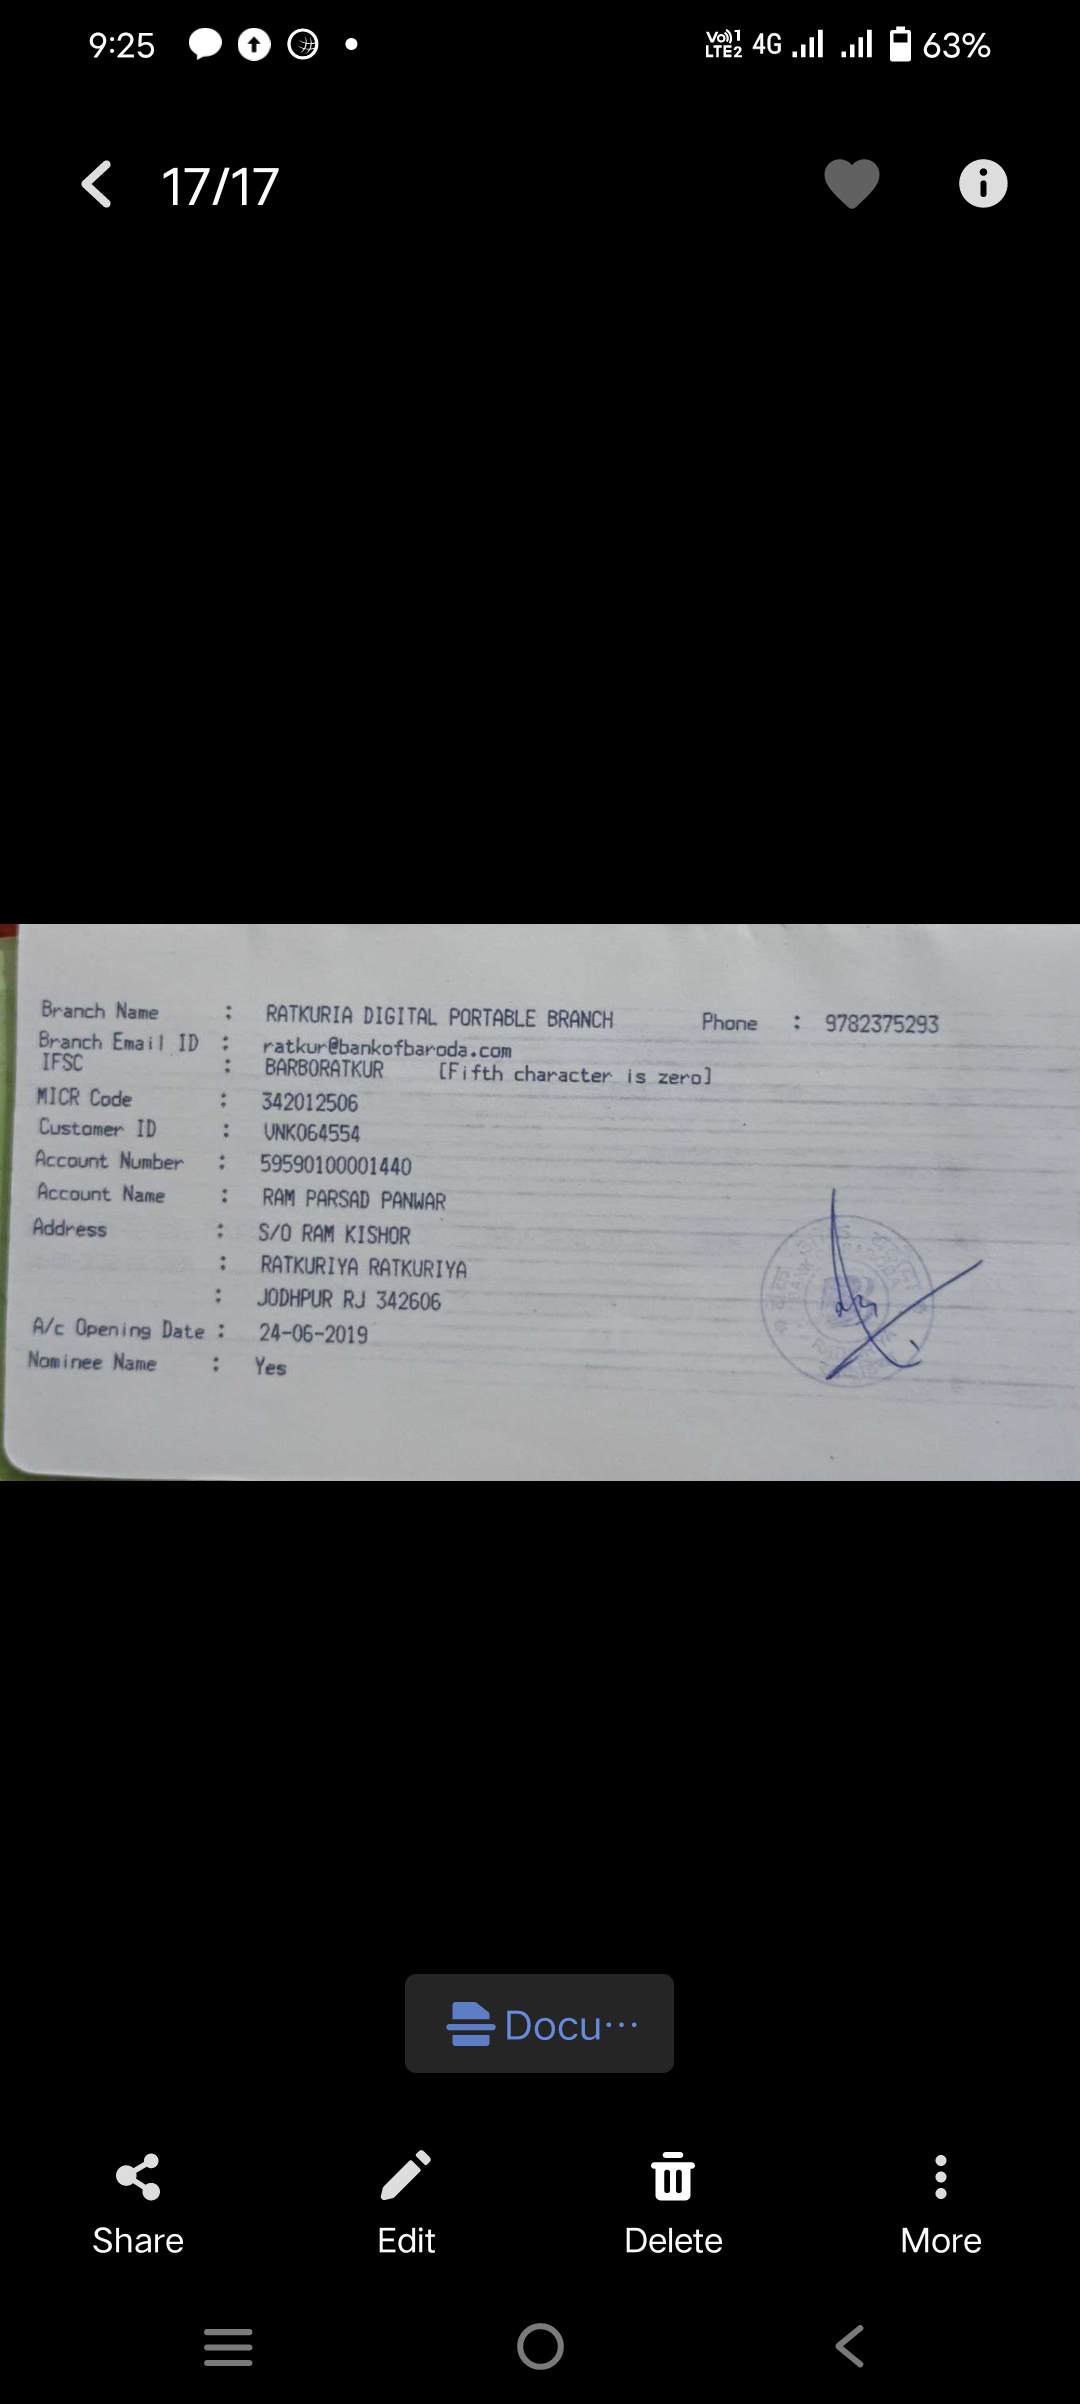 9:25 Vo)) 1 LTE2 4G 63%
17/17
Branch Name : RATKURIA DIGITAL PORTABLE BRANCH Phone : 9782375293
Branch Email ID : ratkur@bankofbaroda.com
IFSC : BARBORATKUR [Fifth character is zero]
MICR Code : 342012506
Customer ID : VNK064554
Account Number : 59590100001440
Account Name : RAM PARSAD PANWAR
Address : S/O RAM KISHOR
: RATKURIYA RATKURIYA
: JODHPUR RJ 342606
A/c Opening Date : 24-06-2019
Nominee Name : Yes
Docu...
Share Edit Delete More